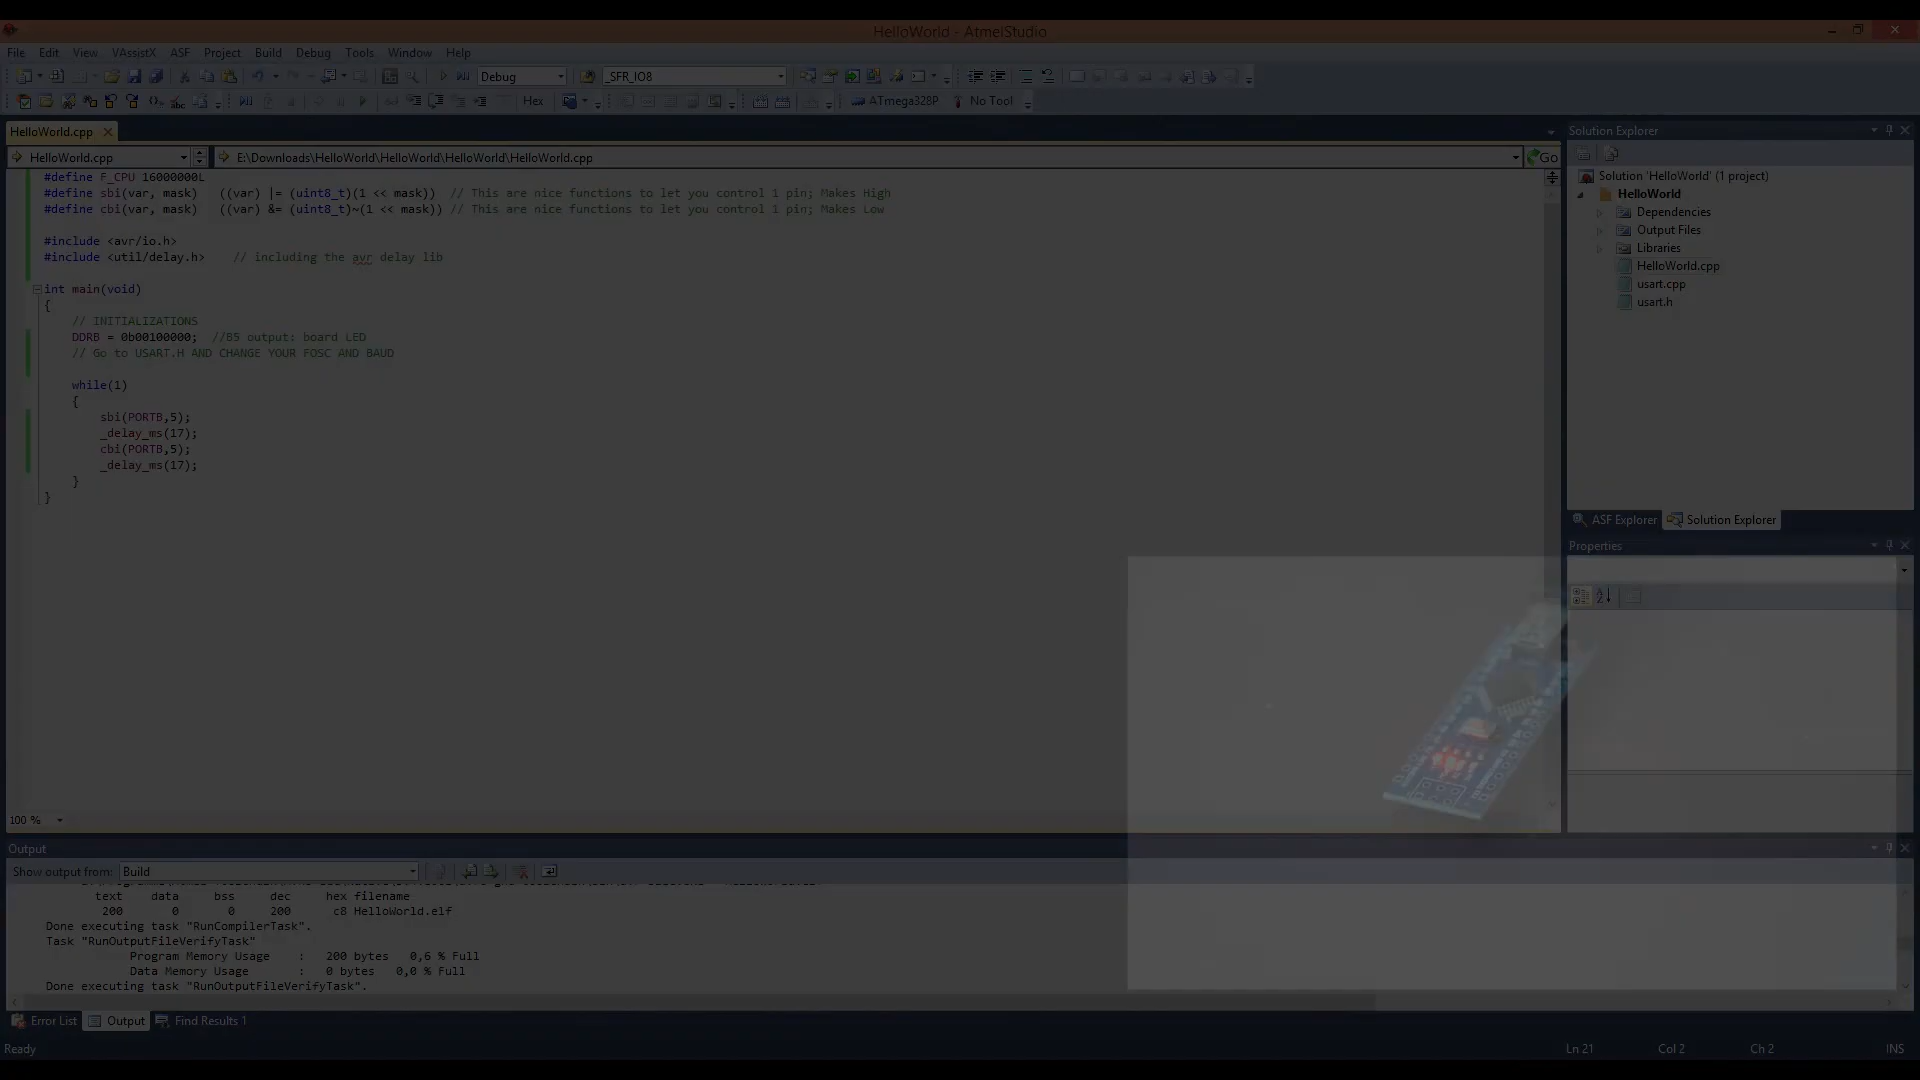 HelloWorld - AtmelStudio
File Edit View VAssistX ASF Project Build Debug Tools Window Help
Debug _SFR_IO8
Hex ATmega328P No Tool
HelloWorld.cpp
HelloWorld.cpp E:\Downloads\HelloWorld\HelloWorld\HelloWorld\HelloWorld.cpp Go
#define F_CPU 16000000L
#define sbi(var, mask) ((var) |= (uint8_t)(1 << mask)) // This are nice functions to let you control 1 pin; Makes High
#define cbi(var, mask) ((var) &= (uint8_t)~(1 << mask)) // This are nice functions to let you control 1 pin; Makes Low
#include <avr/io.h>
#include <util/delay.h> // including the avr delay lib
int main(void)
{
// INITIALIZATIONS
DDRB = 0b00100000; //B5 output: board LED
// Go to USART.H AND CHANGE YOUR FOSC AND BAUD
while(1)
{
sbi(PORTB,5);
_delay_ms(17);
cbi(PORTB,5);
_delay_ms(17);
}
}
100 %
Solution Explorer
Solution 'HelloWorld' (1 project)
HelloWorld
Dependencies
Output Files
Libraries
HelloWorld.cpp
usart.cpp
usart.h
ASF Explorer Solution Explorer
Properties
Output
Show output from: Build
text data bss dec hex filename
200 0 0 200 c8 HelloWorld.elf
Done executing task "RunCompilerTask".
Task "RunOutputFileVerifyTask"
Program Memory Usage : 200 bytes 0,6 % Full
Data Memory Usage : 0 bytes 0,0 % Full
Done executing task "RunOutputFileVerifyTask".
Error List Output Find Results 1
Ready Ln 21 Col 2 Ch 2 INS